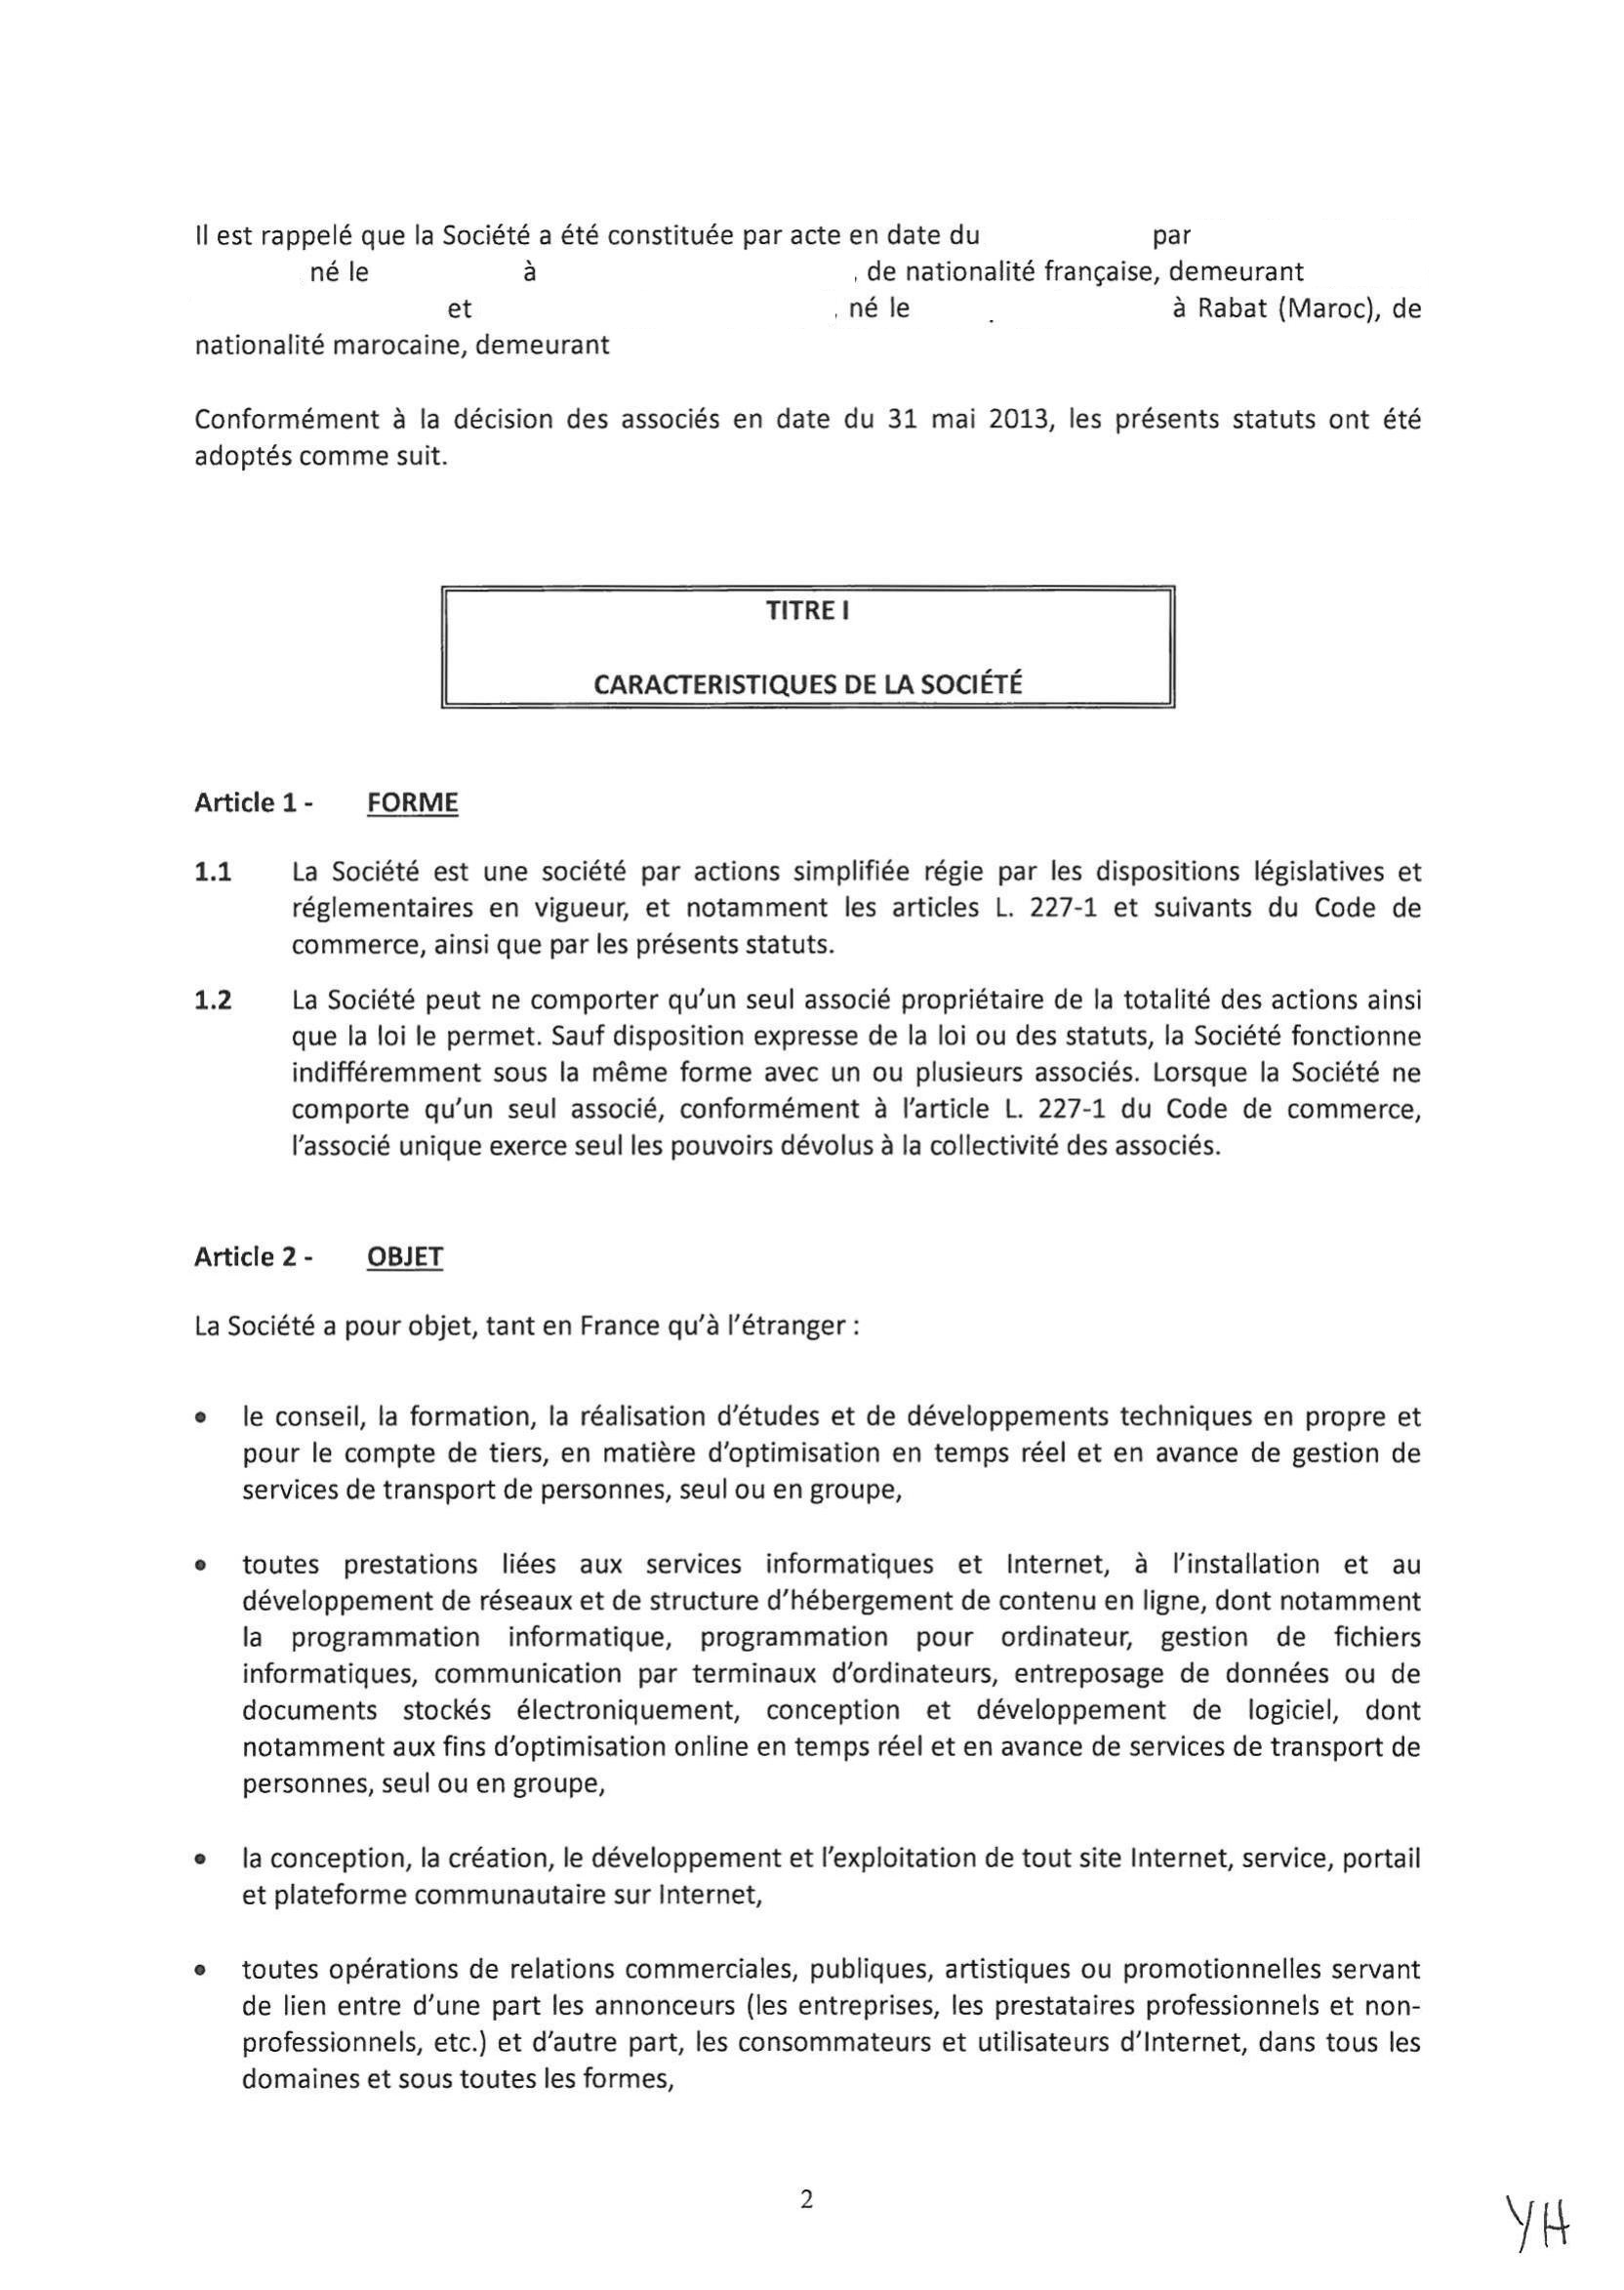 Il est rappelé que la Société a été constituée par acte en date du par
né le à , de nationalité française, demeurant
et , né le . à Rabat (Maroc), de
nationalité marocaine, demeurant
Conformément à la décision des associés en date du 31 mai 2013, les présents statuts ont été
adoptés comme suit.
TITRE I
CARACTERISTIQUES DE LA SOCIÉTÉ
Article 1 - FORME
1.1 La Société est une société par actions simplifiée régie par les dispositions législatives et
réglementaires en vigueur, et notamment les articles L. 227-1 et suivants du Code de
commerce, ainsi que par les présents statuts.
1.2 La Société peut ne comporter qu'un seul associé propriétaire de la totalité des actions ainsi
que la loi le permet. Sauf disposition expresse de la loi ou des statuts, la Société fonctionne
indifféremment sous la même forme avec un ou plusieurs associés. Lorsque la Société ne
comporte qu'un seul associé, conformément à l'article L. 227-1 du Code de commerce,
l'associé unique exerce seul les pouvoirs dévolus à la collectivité des associés.
Article 2 - OBJET
La Société a pour objet, tant en France qu'à l'étranger :
• le conseil, la formation, la réalisation d'études et de développements techniques en propre et
pour le compte de tiers, en matière d'optimisation en temps réel et en avance de gestion de
services de transport de personnes, seul ou en groupe,
• toutes prestations liées aux services informatiques et Internet, à l'installation et au
développement de réseaux et de structure d'hébergement de contenu en ligne, dont notamment
la programmation informatique, programmation pour ordinateur, gestion de fichiers
informatiques, communication par terminaux d'ordinateurs, entreposage de données ou de
documents stockés électroniquement, conception et développement de logiciel, dont
notamment aux fins d'optimisation online en temps réel et en avance de services de transport de
personnes, seul ou en groupe,
• la conception, la création, le développement et l'exploitation de tout site Internet, service, portail
et plateforme communautaire sur Internet,
• toutes opérations de relations commerciales, publiques, artistiques ou promotionnelles servant
de lien entre d'une part les annonceurs (les entreprises, les prestataires professionnels et non-
professionnels, etc.) et d'autre part, les consommateurs et utilisateurs d'Internet, dans tous les
domaines et sous toutes les formes,
2
YH